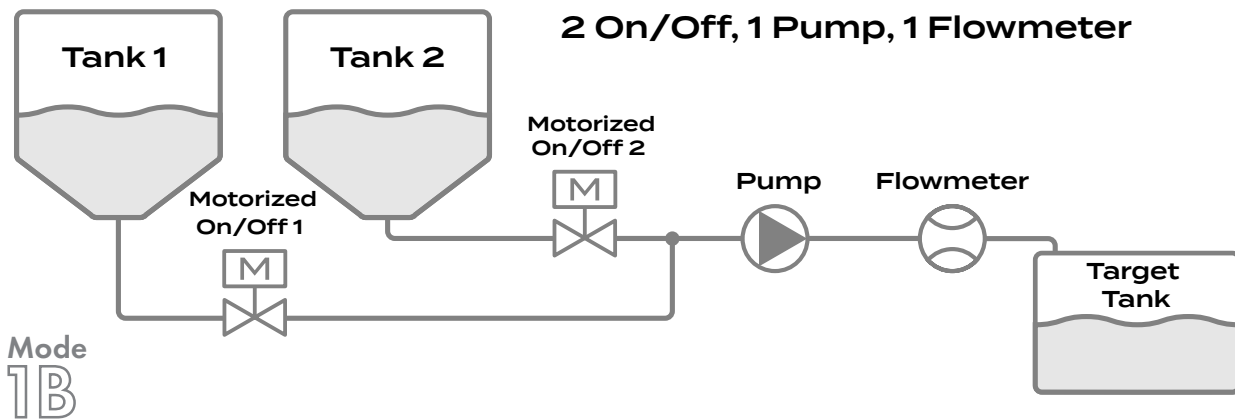 2 On/Off, 1 Pump, 1 Flowmeter
Tank 1
Tank 2
Motorized
On/Off 2
Motorized
On/Off 1
M
M
Pump
Flowmeter
Target
Tank
Mode
1B